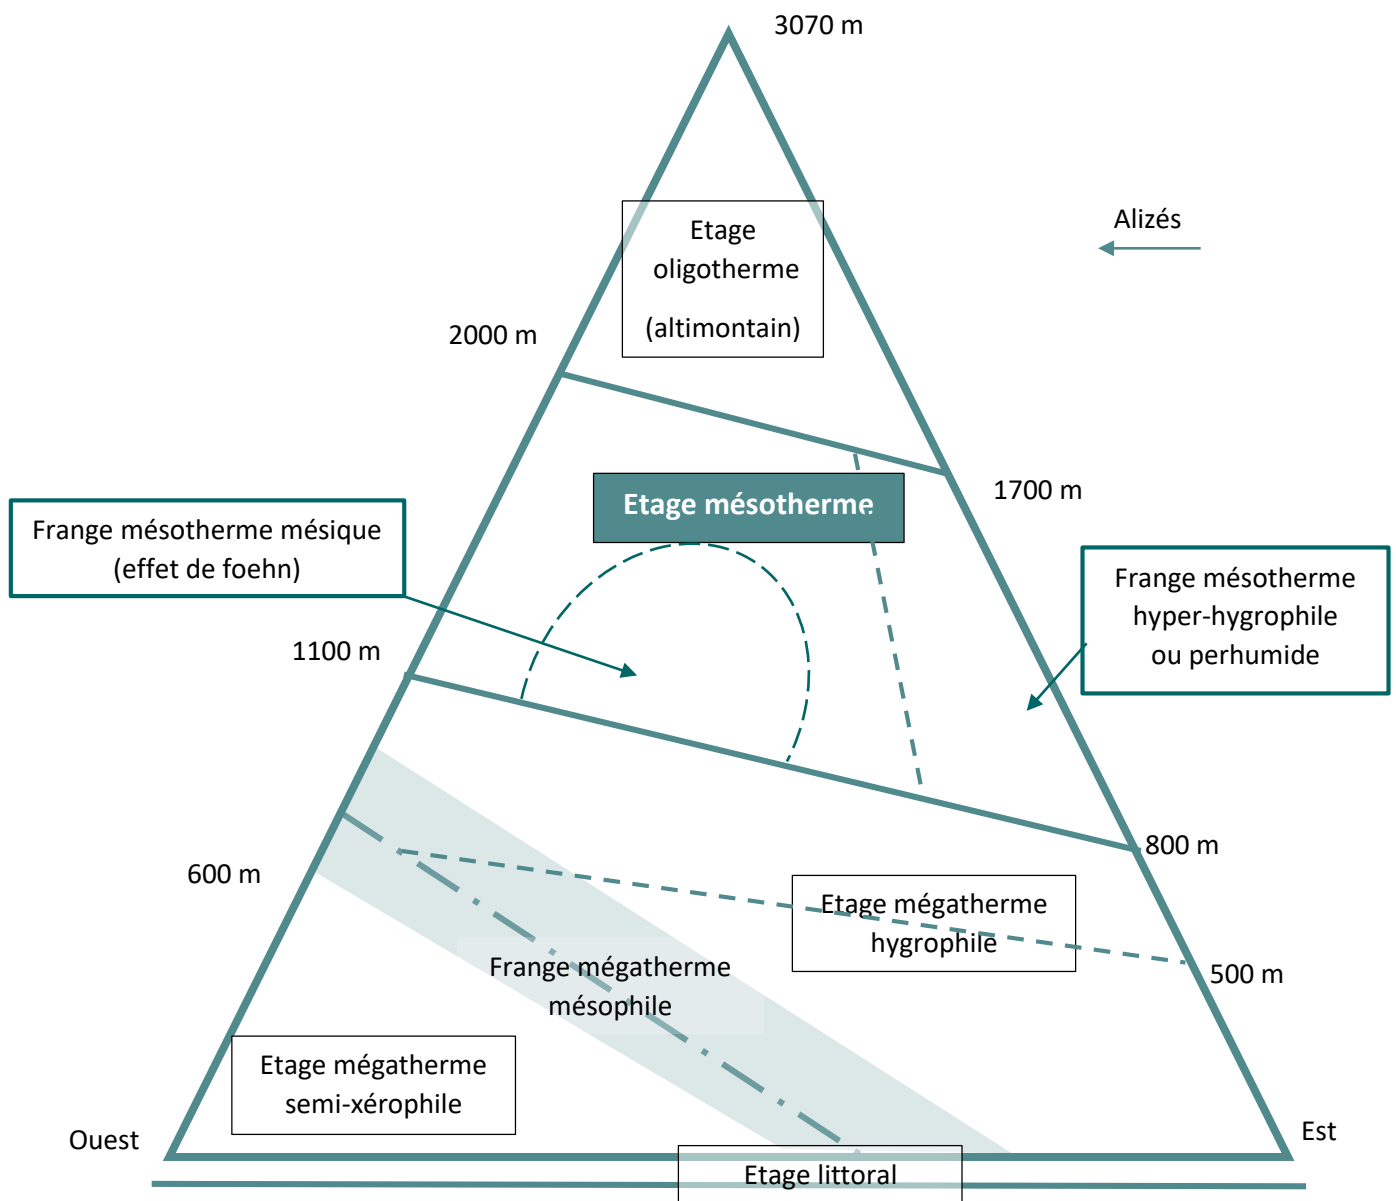 3070 m
Etage
oligotherme
(altimontain)
Alizés
2000 m
Etage mésotherme
1700 m
Frange mésotherme mésique
(effet de foehn)
Frange mésotherme
hyper-hygrophile
ou perhumide
1100 m
800 m
600 m
Etage mégatherme
hygrophile
Frange mégatherme
mésophile
500 m
Etage mégatherme
semi-xérophile
Ouest
Est
Etage littoral